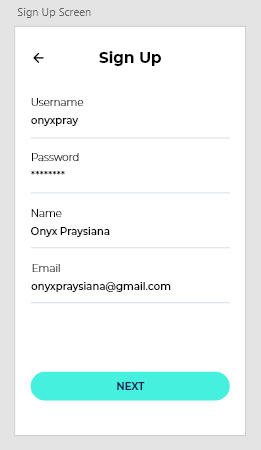 Sign Up Screen
Sign Up
Username
onyxpray
Password
********
Name
Onyx Praysiana
Email
onyxpraysiana@gmail.com
NEXT